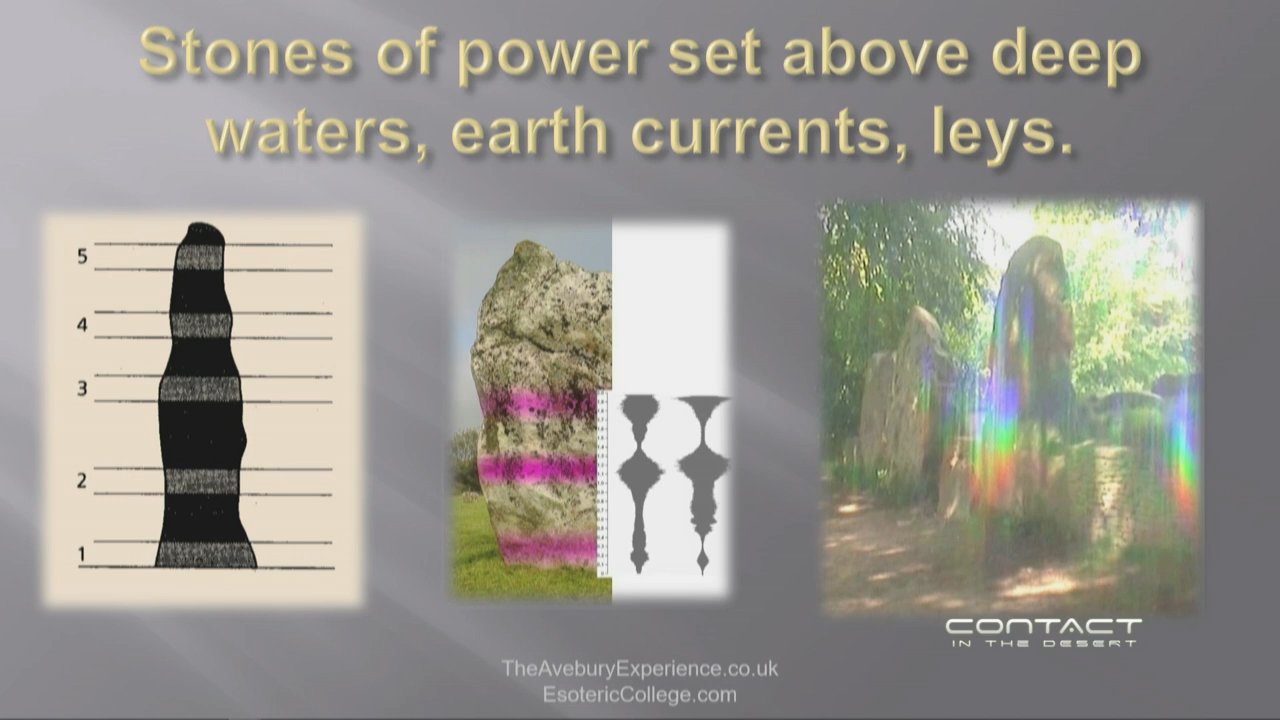 Stones of power set above deep
waters, earth currents, leys.
5
4
3
2
1
CONTACT
IN THE DESERT
TheAveburyExperience.co.uk
EsotericCollege.com